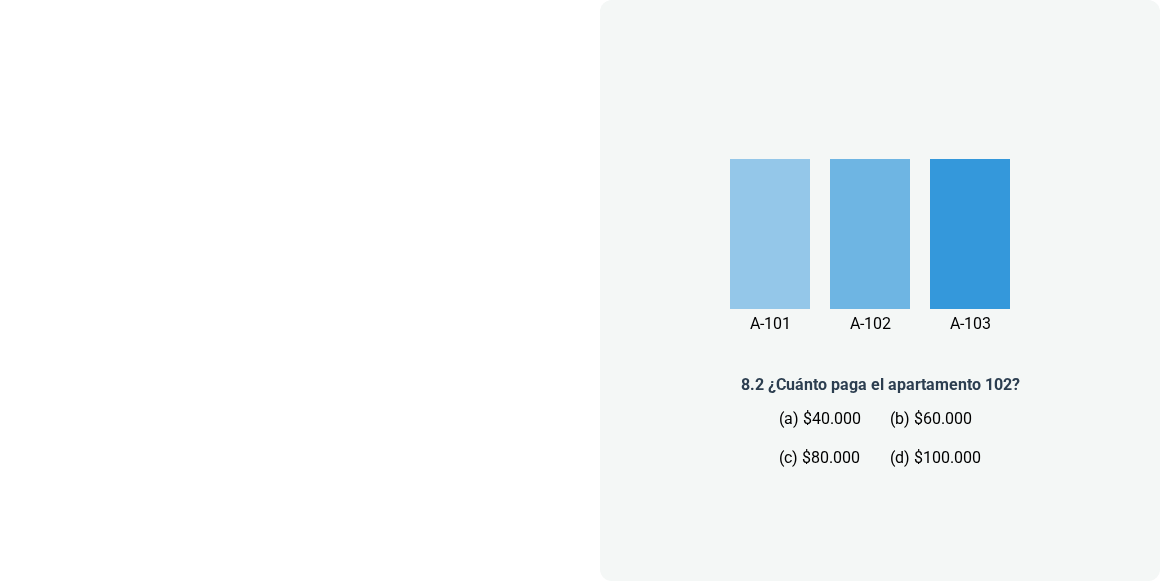 A-101 A-102 A-103
8.2 ¿Cuánto paga el apartamento 102?
(a) $40.000 (b) $60.000
(c) $80.000 (d) $100.000